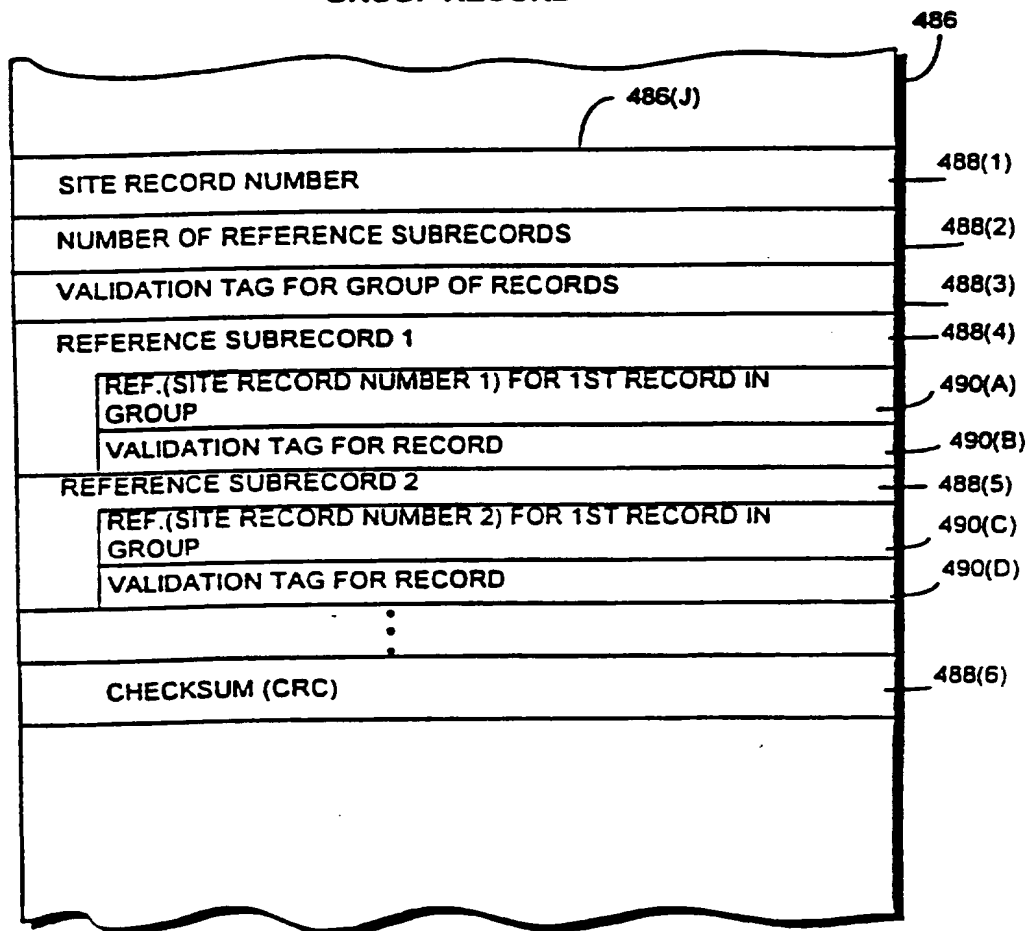 GROUP RECORD
486
486(J)
SITE RECORD NUMBER 488(1)
NUMBER OF REFERENCE SUBRECORDS 488(2)
VALIDATION TAG FOR GROUP OF RECORDS 488(3)
REFERENCE SUBRECORD 1 488(4)
REF.(SITE RECORD NUMBER 1) FOR 1ST RECORD IN 490(A)
GROUP
VALIDATION TAG FOR RECORD 490(B)
REFERENCE SUBRECORD 2 488(5)
REF.(SITE RECORD NUMBER 2) FOR 1ST RECORD IN 490(C)
GROUP
VALIDATION TAG FOR RECORD 490(D)
CHECKSUM (CRC) 488(6)